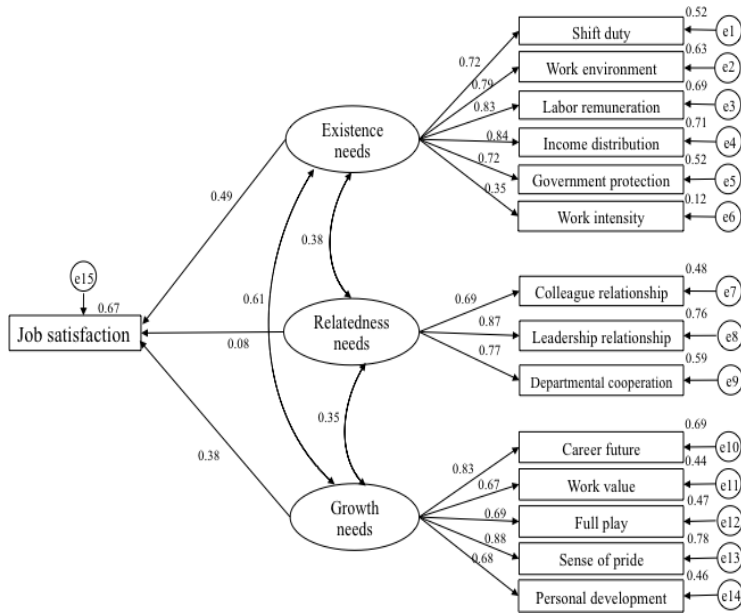 0.52
Shift duty
e1
0.72
0.63
Work environment
e2
0.79
0.69
Labor remuneration
e3
0.83
Existence
needs
0.71
Income distribution
e4
0.84
0.52
Government protection
e5
0.72
0.12
Work intensity
e6
0.35
0.49
0.38
0.61
e15
0.67
Job satisfaction
0.08
Relatedness
needs
0.48
Colleague relationship
e7
0.69
0.76
Leadership relationship
e8
0.87
0.59
Departmental cooperation
e9
0.77
0.35
0.38
Growth
needs
0.69
Career future
e10
0.83
0.44
Work value
e11
0.67
0.47
Full play
e12
0.69
0.78
Sense of pride
e13
0.88
0.46
Personal development
e14
0.68